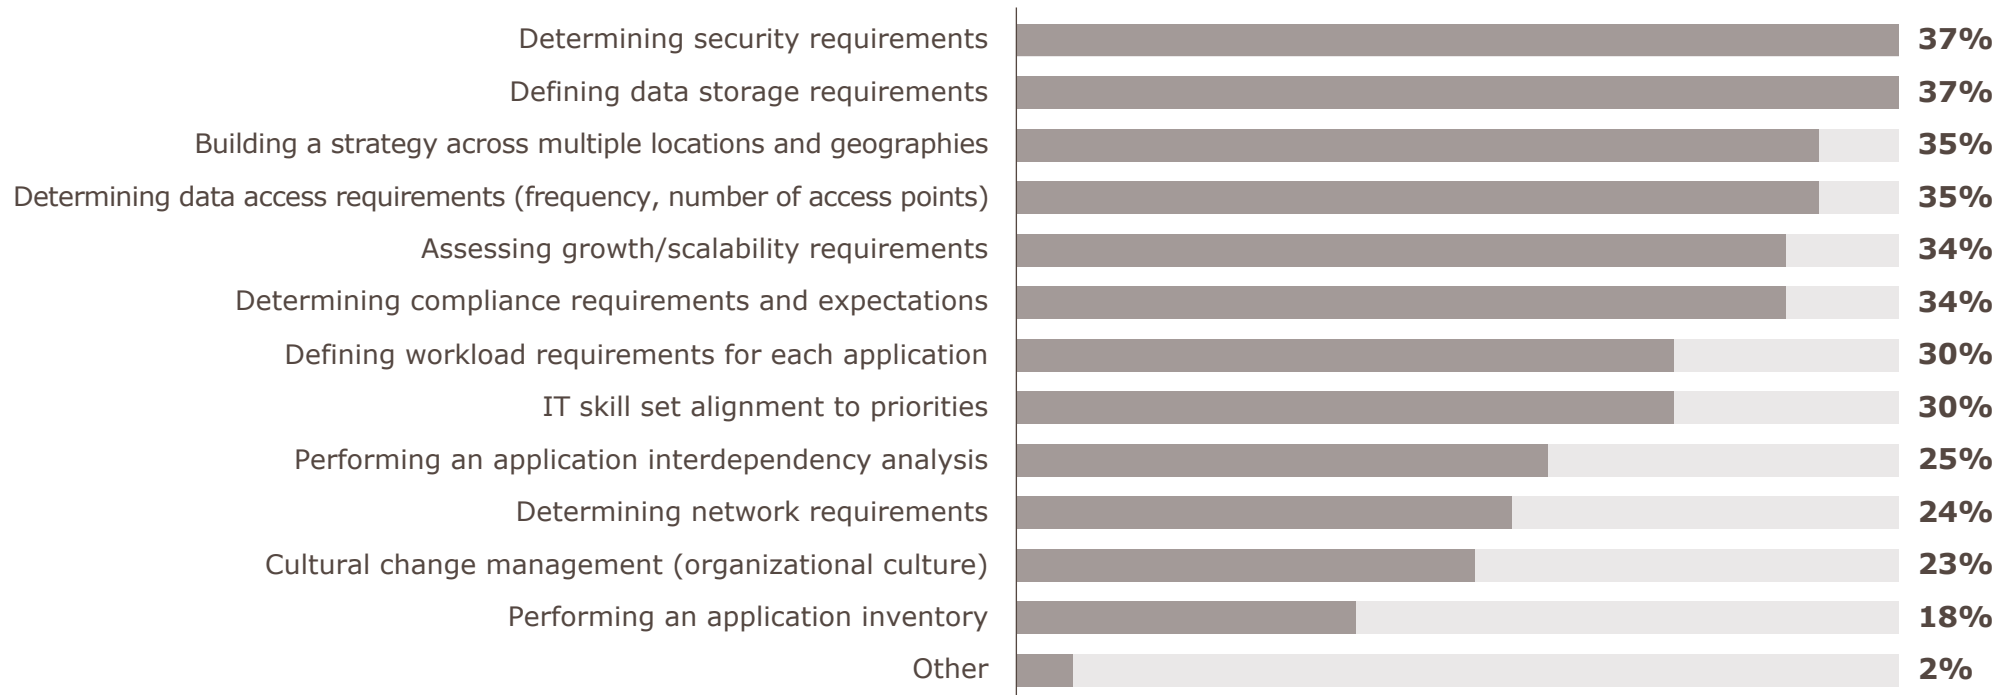 Determining security requirements 37%
Defining data storage requirements 37%
Building a strategy across multiple locations and geographies 35%
Determining data access requirements (frequency, number of access points) 35%
Assessing growth/scalability requirements 34%
Determining compliance requirements and expectations 34%
Defining workload requirements for each application 30%
IT skill set alignment to priorities 30%
Performing an application interdependency analysis 25%
Determining network requirements 24%
Cultural change management (organizational culture) 23%
Performing an application inventory 18%
Other 2%